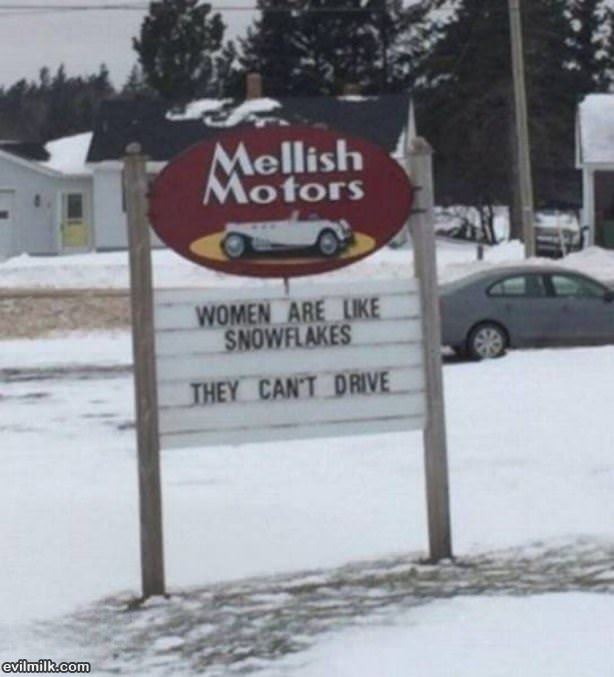 Mellish
Motors
WOMEN ARE LIKE
SNOWFLAKES
THEY CAN'T DRIVE
evilmilk.com